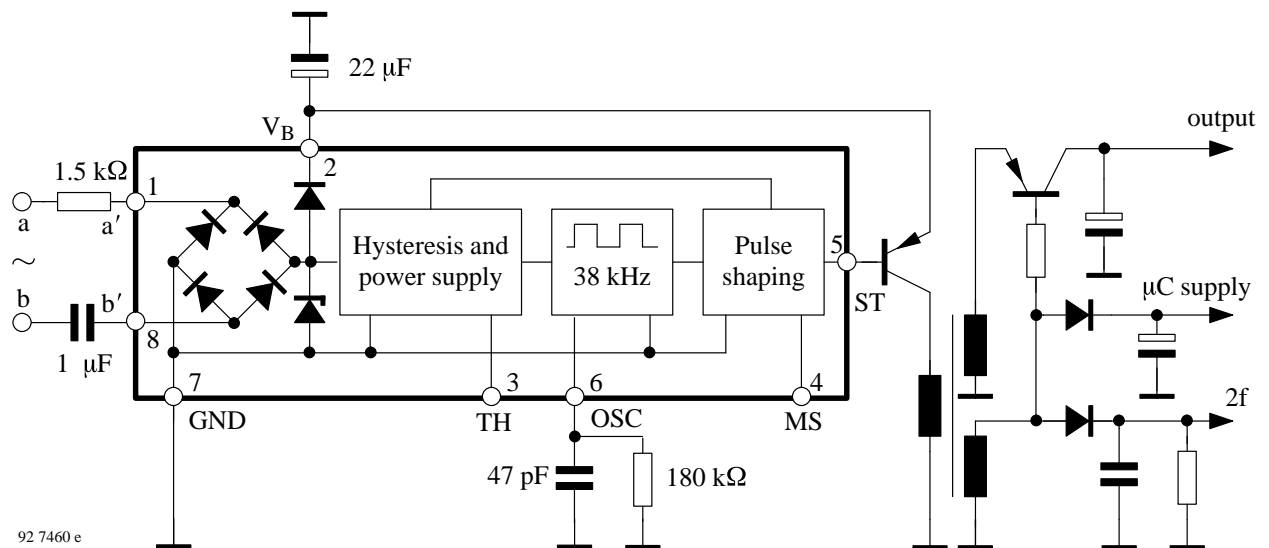 22 μF
VB
2
output
1.5 kΩ
1
a
a′
~
b
b′
8
1 μF
Hysteresis and
power supply
38 kHz
Pulse
shaping
5
ST
μC supply
7
GND
3
TH
6
OSC
4
MS
2f
47 pF
180 kΩ
92 7460 e